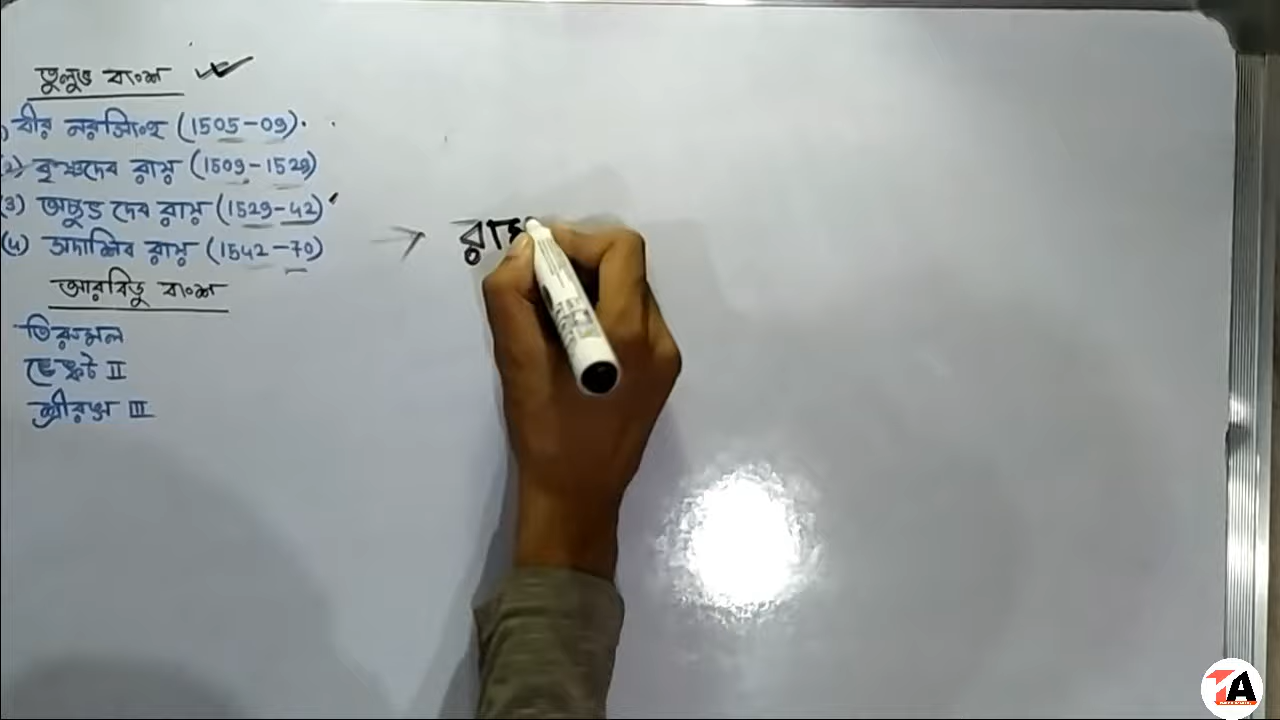 তুলুভ বংশ
বীর নরসিংহ (1505-09).
(2) কৃষ্ণদেব রায় (1509-1529)
(3) অচ্যুত দেব রায় (1529-42)
(4) সদাশিব রায় (1542-70)
→ রাম
আরবিডু বংশ
তিরুমল
ভেঙ্কট II
শ্রীরঙ্গ III